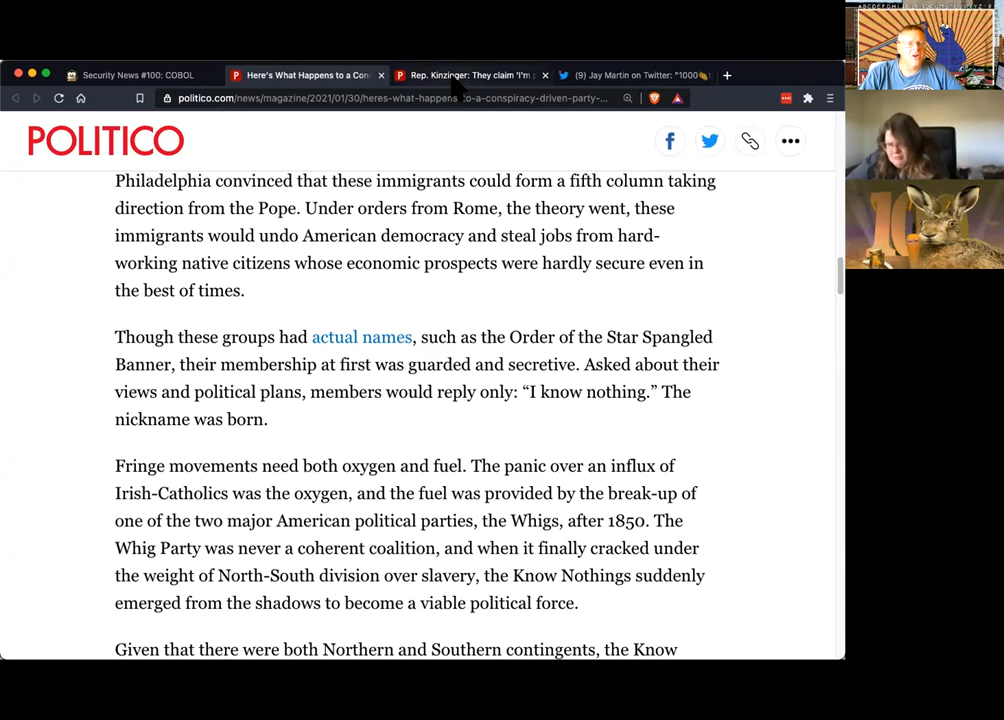 ABCDEFGHIJKLMNOPQRSTUVWXYZ
Security News #100: COBOL
Here's What Happens to a Con
Rep. Kinzinger: They claim 'I'm
(9) Jay Martin on Twitter: "1000
politico.com/news/magazine/2021/01/30/heres-what-happens-to-a-conspiracy-driven-party-...
POLITICO
Philadelphia convinced that these immigrants could form a fifth column taking
direction from the Pope. Under orders from Rome, the theory went, these
immigrants would undo American democracy and steal jobs from hard-
working native citizens whose economic prospects were hardly secure even in
the best of times.
Though these groups had actual names, such as the Order of the Star Spangled
Banner, their membership at first was guarded and secretive. Asked about their
views and political plans, members would reply only: “I know nothing.” The
nickname was born.
Fringe movements need both oxygen and fuel. The panic over an influx of
Irish-Catholics was the oxygen, and the fuel was provided by the break-up of
one of the two major American political parties, the Whigs, after 1850. The
Whig Party was never a coherent coalition, and when it finally cracked under
the weight of North-South division over slavery, the Know Nothings suddenly
emerged from the shadows to become a viable political force.
Given that there were both Northern and Southern contingents, the Know